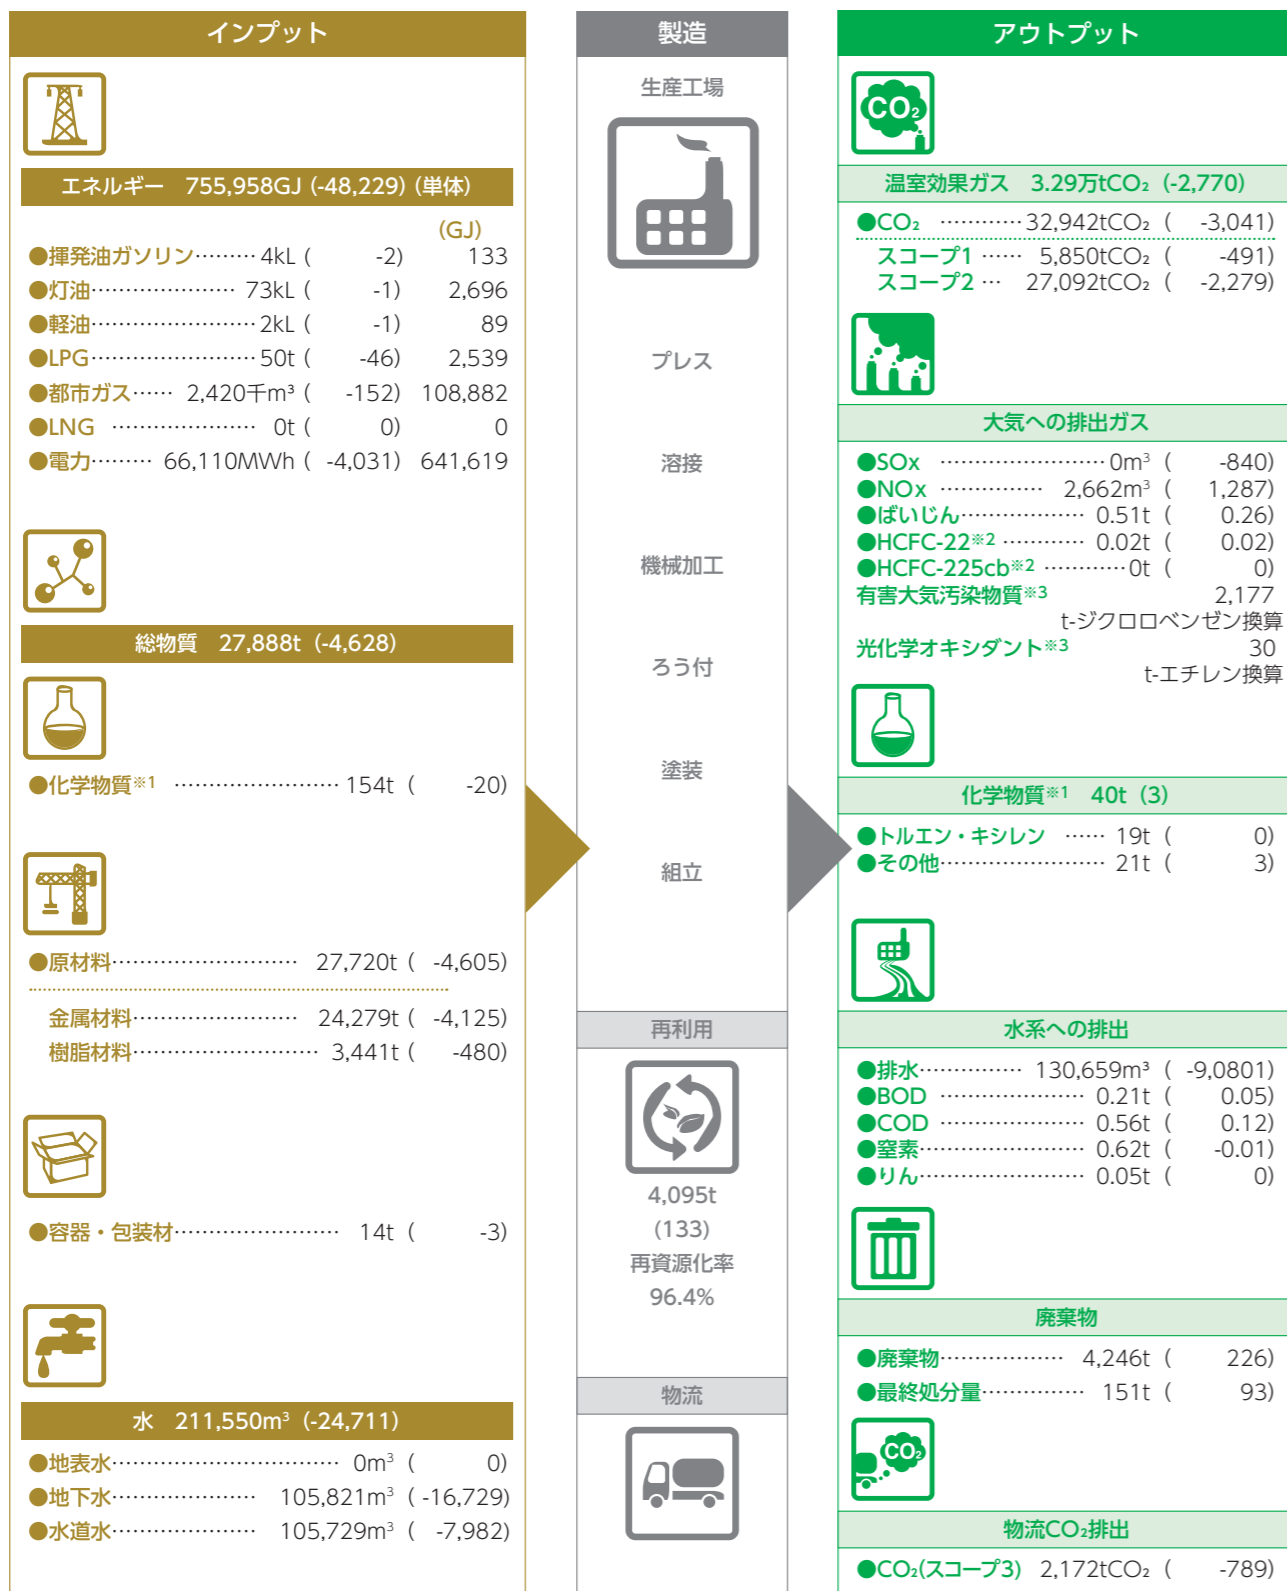 インプット
エネルギー 755,958GJ (-48,229) (単体)
(GJ)
●揮発油ガソリン……… 4kL ( -2) 133
●灯油………………… 73kL ( -1) 2,696
●軽油…………………… 2kL ( -1) 89
●LPG…………………… 50t ( -46) 2,539
●都市ガス…… 2,420千m³ ( -152) 108,882
●LNG ………………… 0t ( 0) 0
●電力……… 66,110MWh ( -4,031) 641,619
総物質 27,888t (-4,628)
●化学物質※1 …………………… 154t ( -20)
●原材料……………………… 27,720t ( -4,605)
金属材料…………………… 24,279t ( -4,125)
樹脂材料……………………… 3,441t ( -480)
●容器・包装材…………………… 14t ( -3)
水 211,550m³ (-24,711)
●地表水…………………………… 0m³ ( 0)
●地下水………………… 105,821m³ ( -16,729)
●水道水………………… 105,729m³ ( -7,982)
製造
生産工場
プレス
溶接
機械加工
ろう付
塗装
組立
再利用
4,095t
(133)
再資源化率
96.4%
物流
アウトプット
CO₂
温室効果ガス 3.29万tCO₂ (-2,770)
●CO₂ ………… 32,942tCO₂ ( -3,041)
スコープ1 …… 5,850tCO₂ ( -491)
スコープ2 … 27,092tCO₂ ( -2,279)
大気への排出ガス
●SOx …………………… 0m³ ( -840)
●NOx …………… 2,662m³ ( 1,287)
●ばいじん……………… 0.51t ( 0.26)
●HCFC-22※2 ………… 0.02t ( 0.02)
●HCFC-225cb※2 ………… 0t ( 0)
有害大気汚染物質※3 2,177
t-ジクロロベンゼン換算
光化学オキシダント※3 30
t-エチレン換算
化学物質※1 40t (3)
●トルエン・キシレン …… 19t ( 0)
●その他…………………… 21t ( 3)
水系への排出
●排水…………… 130,659m³ ( -9,0801)
●BOD ………………… 0.21t ( 0.05)
●COD ………………… 0.56t ( 0.12)
●窒素…………………… 0.62t ( -0.01)
●りん…………………… 0.05t ( 0)
廃棄物
●廃棄物……………… 4,246t ( 226)
●最終処分量…………… 151t ( 93)
CO₂
物流CO₂排出
●CO₂(スコープ3) 2,172tCO₂ ( -789)